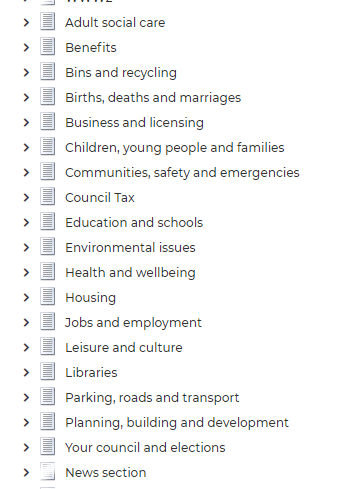 Adult social care
Benefits
Bins and recycling
Births, deaths and marriages
Business and licensing
Children, young people and families
Communities, safety and emergencies
Council Tax
Education and schools
Environmental issues
Health and wellbeing
Housing
Jobs and employment
Leisure and culture
Libraries
Parking, roads and transport
Planning, building and development
Your council and elections
News section